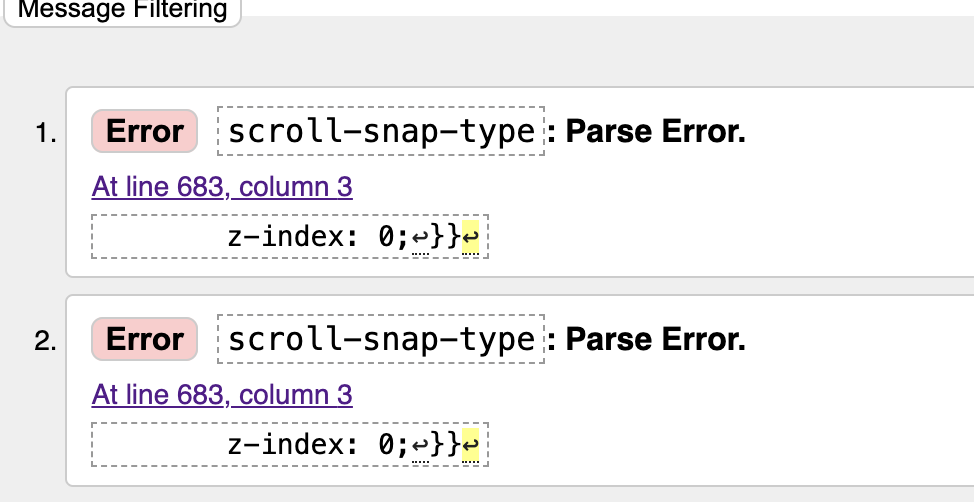 Message Filtering
1. Error scroll-snap-type: Parse Error.
At line 683, column 3
z-index: 0;↩}}↩
2. Error scroll-snap-type: Parse Error.
At line 683, column 3
z-index: 0;↩}}↩